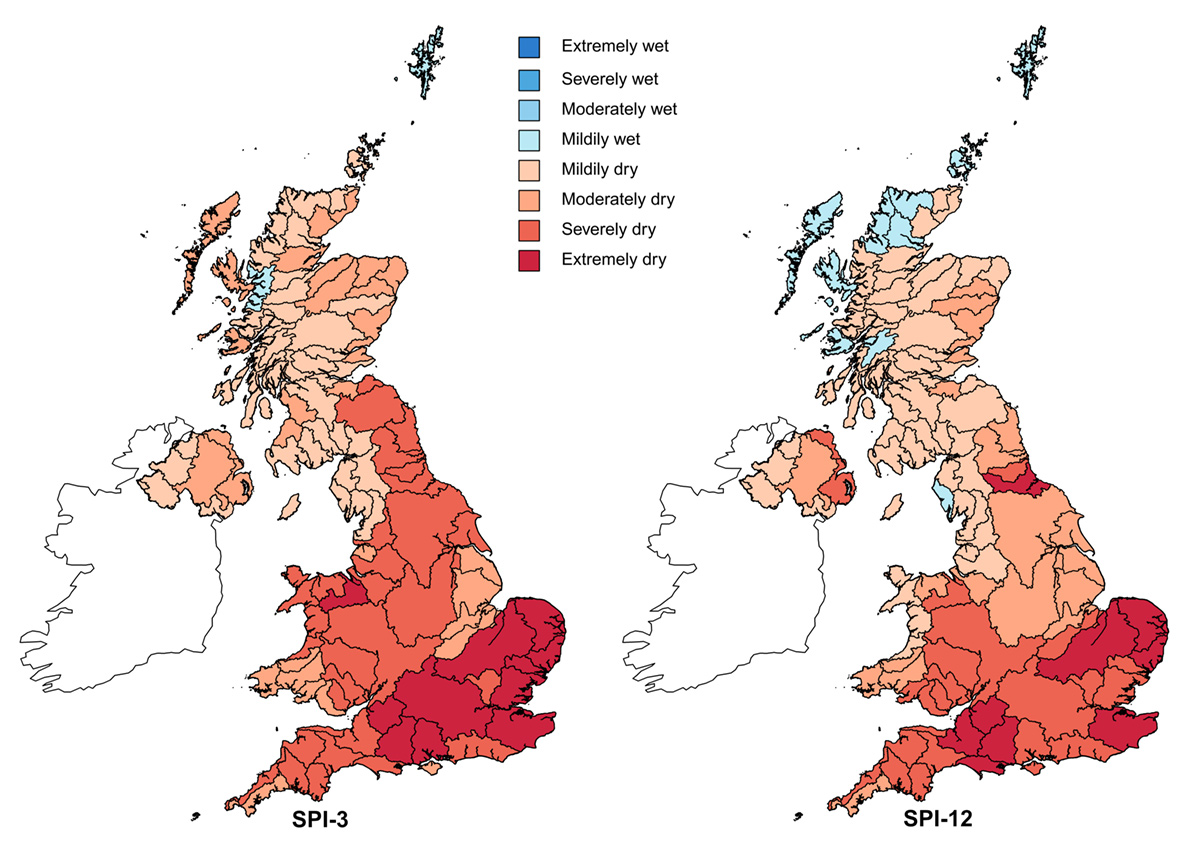 Extremely wet
Severely wet
Moderately wet
Mildily wet
Mildily dry
Moderately dry
Severely dry
Extremely dry
SPI-3
SPI-12